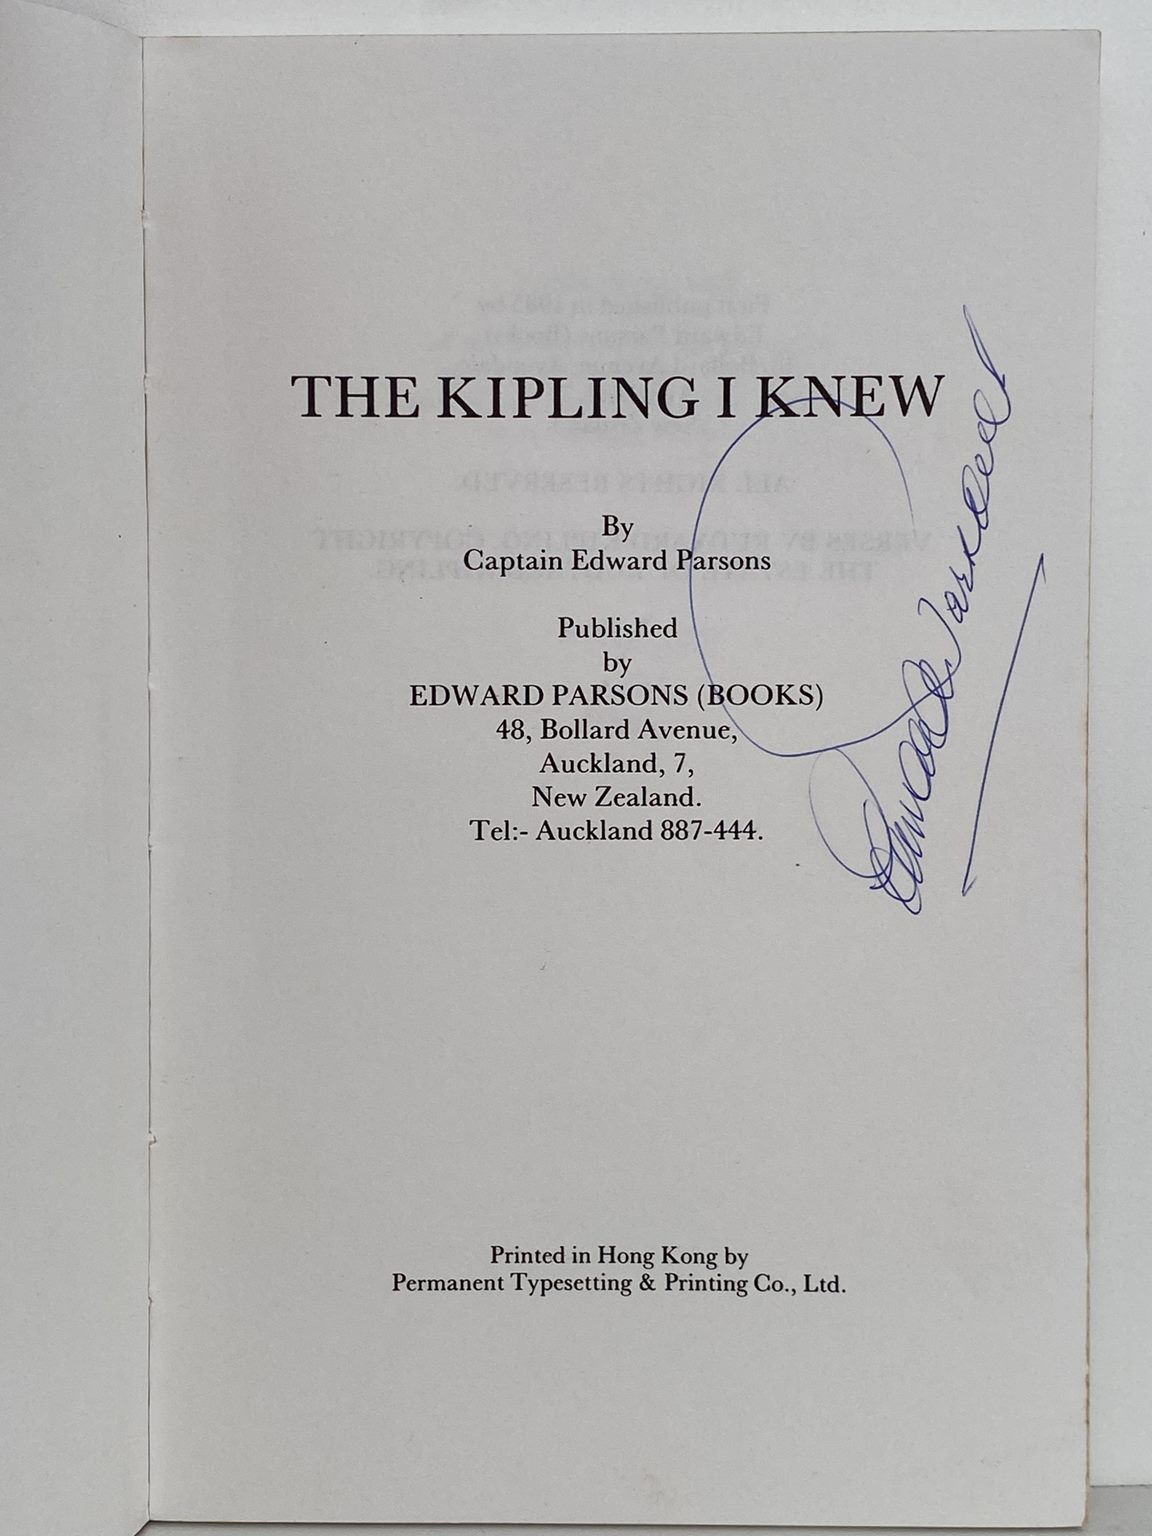 THE KIPLING I KNEW
By
Captain Edward Parsons
Published
by
EDWARD PARSONS (BOOKS)
48, Bollard Avenue,
Auckland, 7,
New Zealand.
Tel:- Auckland 887-444.
Printed in Hong Kong by
Permanent Typesetting & Printing Co., Ltd.